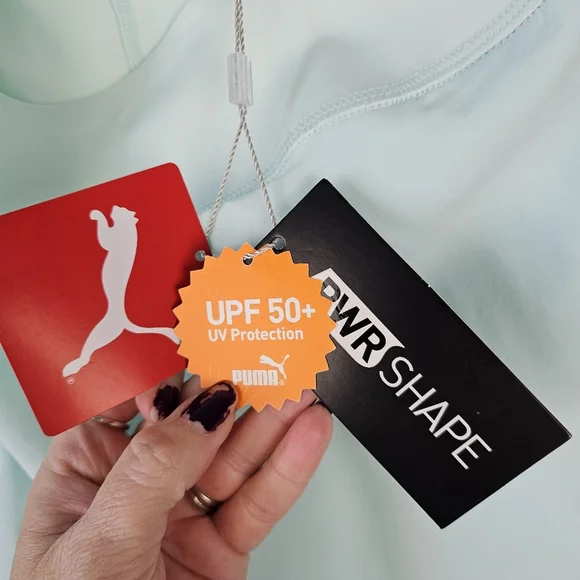 UPF 50+
UV Protection
PUMA®
PWR
SHAPE
®